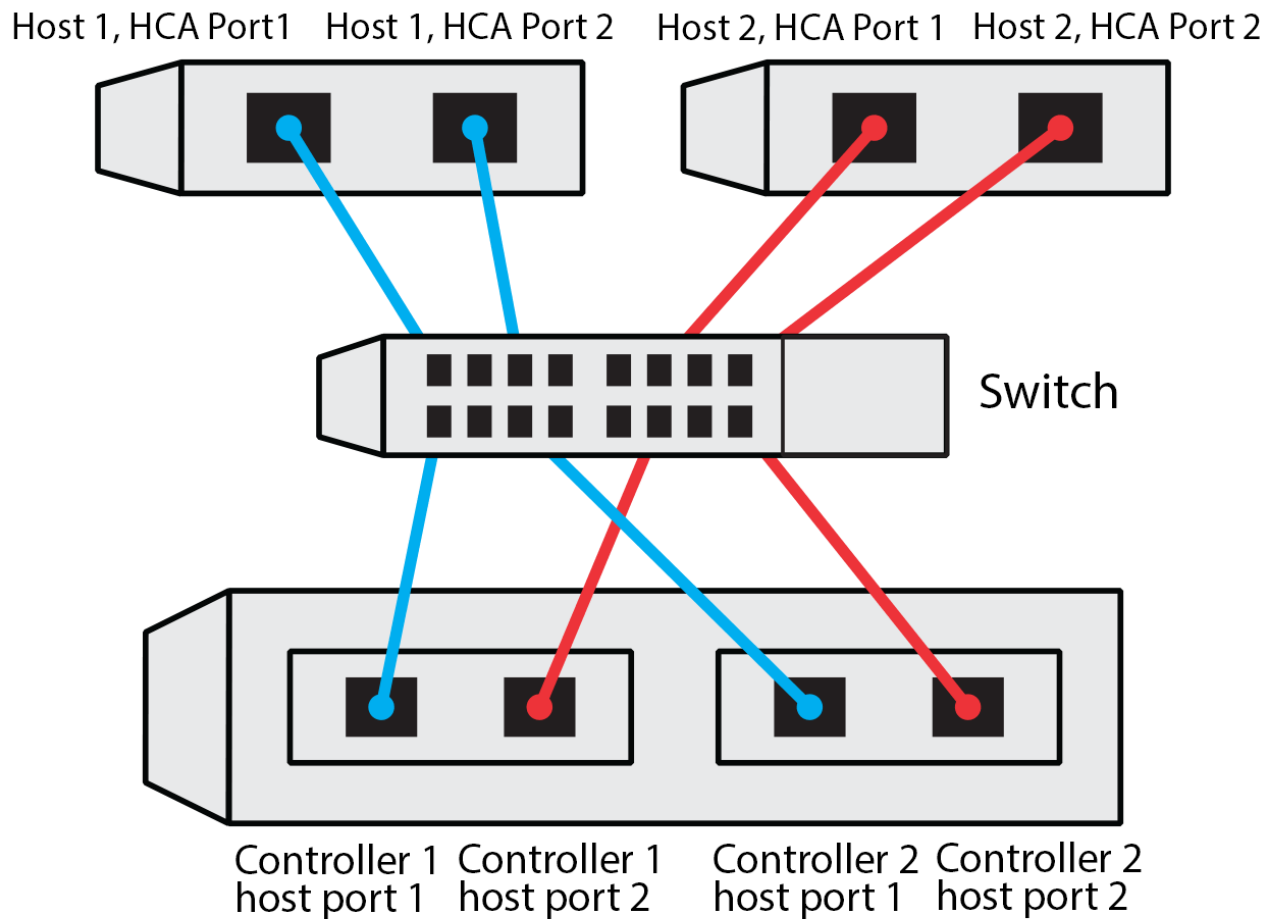 Host 1, HCA Port1
Host 1, HCA Port 2
Host 2, HCA Port 1
Host 2, HCA Port 2
Switch
Controller 1
host port 1
Controller 1
host port 2
Controller 2
host port 1
Controller 2
host port 2